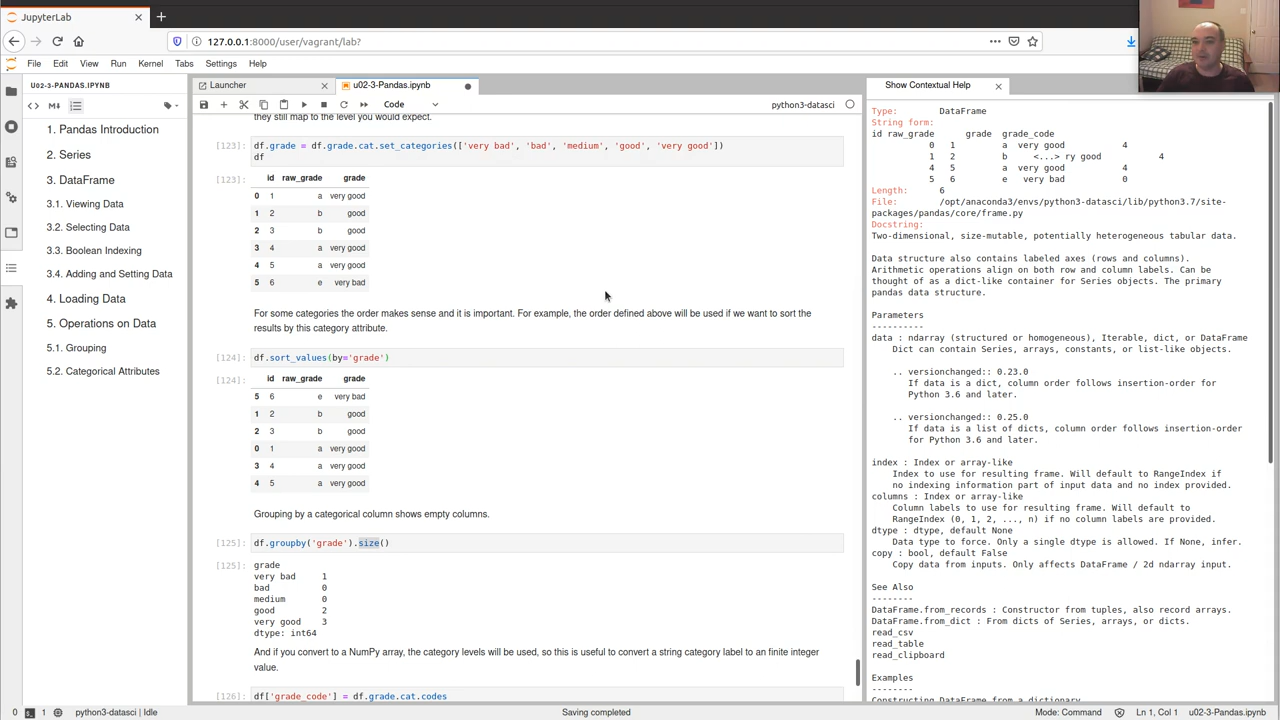 JupyterLab
127.0.0.1:8000/user/vagrant/lab?
File Edit View Run Kernel Tabs Settings Help
U02-3-PANDAS.IPYNB
1. Pandas Introduction
2. Series
3. DataFrame
3.1. Viewing Data
3.2. Selecting Data
3.3. Boolean Indexing
3.4. Adding and Setting Data
4. Loading Data
5. Operations on Data
5.1. Grouping
5.2. Categorical Attributes
Launcher
u02-3-Pandas.ipynb
Code
python3-datasci
they still map to the level you would expect.
[123]: df.grade = df.grade.cat.set_categories(['very bad', 'bad', 'medium', 'good', 'very good'])
df
[123]:
id raw_grade grade
0 1 a very good
1 2 b good
2 3 b good
3 4 a very good
4 5 a very good
5 6 e very bad
For some categories the order makes sense and it is important. For example, the order defined above will be used if we want to sort the
results by this category attribute.
[124]: df.sort_values(by='grade')
[124]:
id raw_grade grade
5 6 e very bad
1 2 b good
2 3 b good
0 1 a very good
3 4 a very good
4 5 a very good
Grouping by a categorical column shows empty columns.
[125]: df.groupby('grade').size()
[125]: grade
very bad 1
bad 0
medium 0
good 2
very good 3
dtype: int64
And if you convert to a NumPy array, the category levels will be used, so this is useful to convert a string category label to an finite integer
value.
[126]: df['grade_code'] = df.grade.cat.codes
Show Contextual Help
Type: DataFrame
String form:
id raw_grade grade grade_code
0 1 a very good 4
1 2 b <...> ry good 4
4 5 a very good 4
5 6 e very bad 0
Length: 6
File: /opt/anaconda3/envs/python3-datasci/lib/python3.7/site-
packages/pandas/core/frame.py
Docstring:
Two-dimensional, size-mutable, potentially heterogeneous tabular data.
Data structure also contains labeled axes (rows and columns).
Arithmetic operations align on both row and column labels. Can be
thought of as a dict-like container for Series objects. The primary
pandas data structure.
Parameters
----------
data : ndarray (structured or homogeneous), Iterable, dict, or DataFrame
Dict can contain Series, arrays, constants, or list-like objects.
.. versionchanged:: 0.23.0
If data is a dict, column order follows insertion-order for
Python 3.6 and later.
.. versionchanged:: 0.25.0
If data is a list of dicts, column order follows insertion-order
for Python 3.6 and later.
index : Index or array-like
Index to use for resulting frame. Will default to RangeIndex if
no indexing information part of input data and no index provided.
columns : Index or array-like
Column labels to use for resulting frame. Will default to
RangeIndex (0, 1, 2, ..., n) if no column labels are provided.
dtype : dtype, default None
Data type to force. Only a single dtype is allowed. If None, infer.
copy : bool, default False
Copy data from inputs. Only affects DataFrame / 2d ndarray input.
See Also
--------
DataFrame.from_records : Constructor from tuples, also record arrays.
DataFrame.from_dict : From dicts of Series, arrays, or dicts.
read_csv
read_table
read_clipboard
Examples
--------
Constructing DataFrame from a dictionary.
0 1 python3-datasci | Idle
Saving completed
Mode: Command Ln 1, Col 1 u02-3-Pandas.ipynb